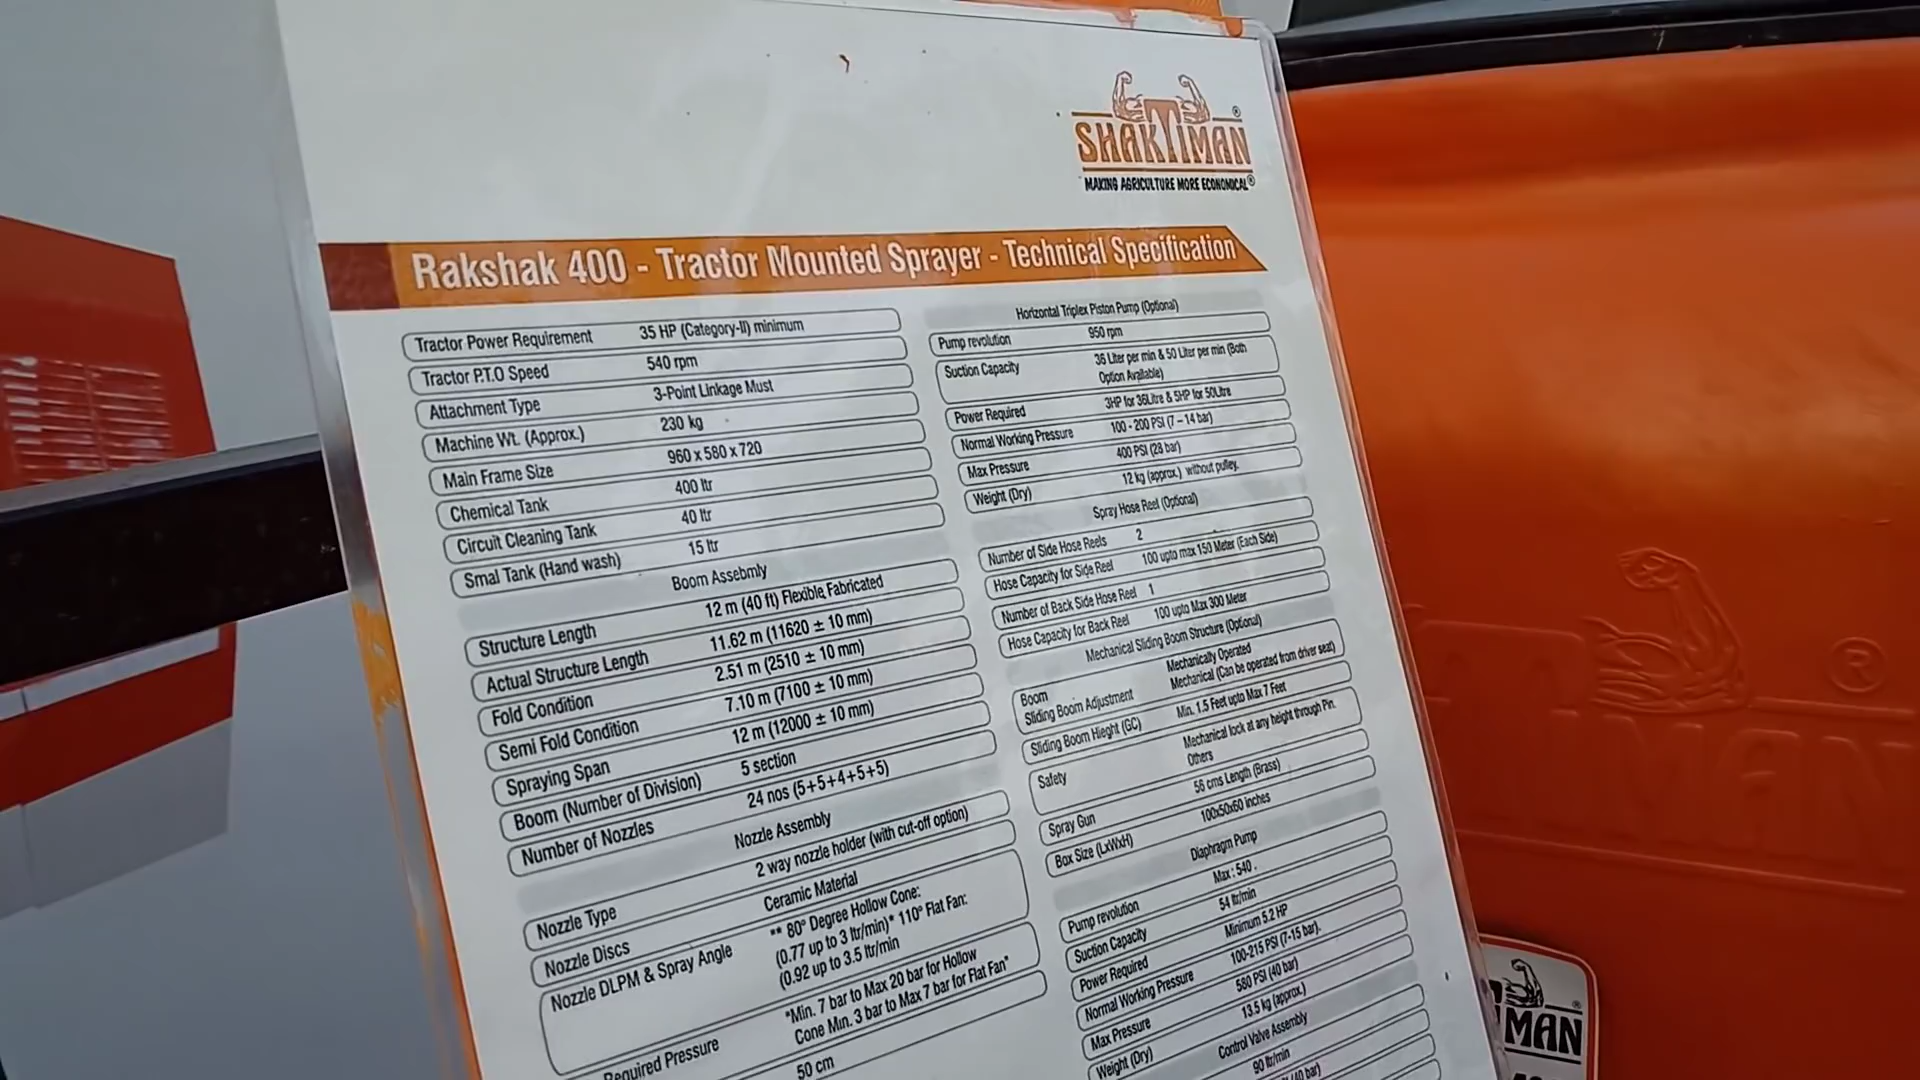 SHAKTIMAN ®
MAKING AGRICULTURE MORE ECONOMICAL®
Rakshak 400 - Tractor Mounted Sprayer - Technical Specification
Tractor Power Requirement 35 HP (Category-II) minimum
Tractor P.T.O Speed 540 rpm
Attachment Type 3-Point Linkage Must
Machine Wt. (Approx.) 230 kg
Main Frame Size 960 x 580 x 720
Chemical Tank 400 ltr
Circuit Cleaning Tank 40 ltr
Smal Tank (Hand wash) 15 ltr
Boom Assebmly
Structure Length 12 m (40 ft) Flexible Fabricated
Actual Structure Length 11.62 m (11620 ± 10 mm)
Fold Condition 2.51 m (2510 ± 10 mm)
Semi Fold Condition 7.10 m (7100 ± 10 mm)
Spraying Span 12 m (12000 ± 10 mm)
Boom (Number of Division) 5 section
Number of Nozzles 24 nos (5+5+4+5+5)
Nozzle Assembly
Nozzle Type 2 way nozzle holder (with cut-off option)
Nozzle Discs Ceramic Material
Nozzle DLPM & Spray Angle ** 80° Degree Hollow Cone:
(0.77 up to 3 ltr/min)* 110° Flat Fan:
(0.92 up to 3.5 ltr/min
Required Pressure *Min. 7 bar to Max 20 bar for Hollow
Cone Min. 3 bar to Max 7 bar for Flat Fan*
50 cm
Horizontal Triplex Piston Pump (Optional)
Pump revolution 950 rpm
Suction Capacity 36 Liter per min & 50 Liter per min (Both
Option Available)
Power Required 3HP for 36Litre & 5HP for 50Litre
Normal Working Pressure 100 - 200 PSI (7 – 14 bar)
Max Pressure 400 PSI (28 bar)
Weight (Dry) 12 kg (approx.) without pulley.
Spray Hose Reel (Optional)
Number of Side Hose Reels 2
Hose Capacity for Side Reel 100 upto max 150 Meter (Each Side)
Number of Back Side Hose Reel 1
Hose Capacity for Back Reel 100 upto Max 300 Meter
Mechanical Sliding Boom Structure (Optional)
Boom Mechanically Operated
Sliding Boom Adjustment Mechanical (Can be operated from driver seat)
Sliding Boom Hieght (GC) Min. 1.5 Feet upto Max 7 Feet
Safety Mechanical lock at any height through Pin.
Others
Spray Gun 56 cms Length (Brass)
Box Size (LxWxH) 100x50x60 inches
Diaphragm Pump
Pump revolution Max : 540 .
Suction Capacity 54 ltr/min
Power Required Minimum 5.2 HP
Normal Working Pressure 100-215 PSI (7-15 bar).
Max Pressure 580 PSI (40 bar)
Weight (Dry) 13.5 kg (approx.)
Control Valve Assembly
90 ltr/min
(40 bar)
TIMAN ®
MAN ®